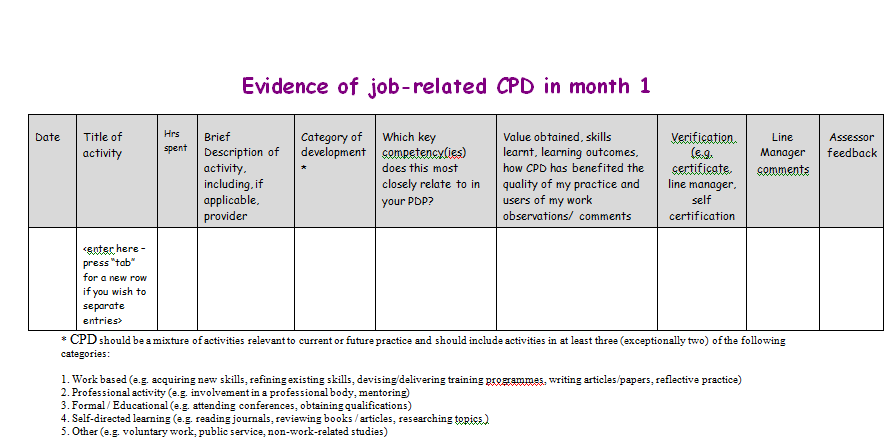 Evidence of job-related CPD in month 1
Date
Title of
activity
Hrs
spent
Brief
Description of
activity,
including, if
applicable,
provider
Category of
development
*
Which key
competency(ies)
does this most
closely relate to in
your PDP?
Value obtained, skills
learnt, learning outcomes,
how CPD has benefited the
quality of my practice and
users of my work
observations/ comments
Verification
(e.g.
certificate,
line manager,
self
certification
Line
Manager
comments
Assessor
feedback
<enter here –
press "tab"
for a new row
if you wish to
separate
entries>
* CPD should be a mixture of activities relevant to current or future practice and should include activities in at least three (exceptionally two) of the following
categories:
1. Work based (e.g. acquiring new skills, refining existing skills, devising/delivering training programmes, writing articles/papers, reflective practice)
2. Professional activity (e.g. involvement in a professional body, mentoring)
3. Formal / Educational (e.g. attending conferences, obtaining qualifications)
4. Self-directed learning (e.g. reading journals, reviewing books / articles, researching topics.)
5. Other (e.g. voluntary work, public service, non-work-related studies)